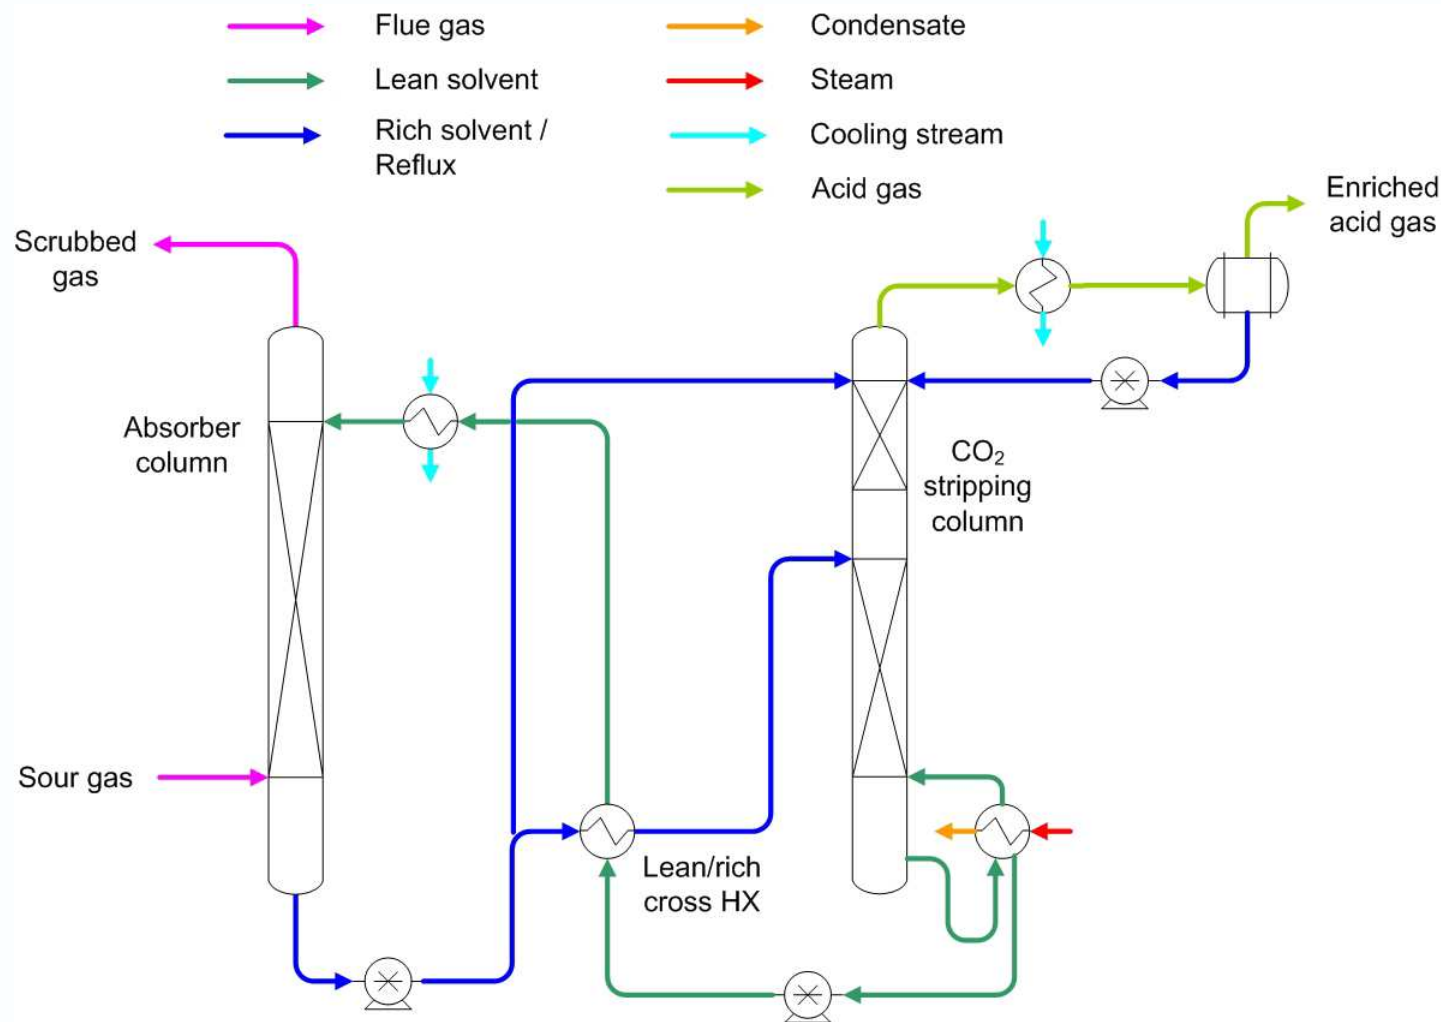 Flue gas
Lean solvent
Rich solvent /
Reflux
Condensate
Steam
Cooling stream
Acid gas
Enriched
acid gas
Scrubbed
gas
Absorber
column
CO₂
stripping
column
Sour gas
Lean/rich
cross HX